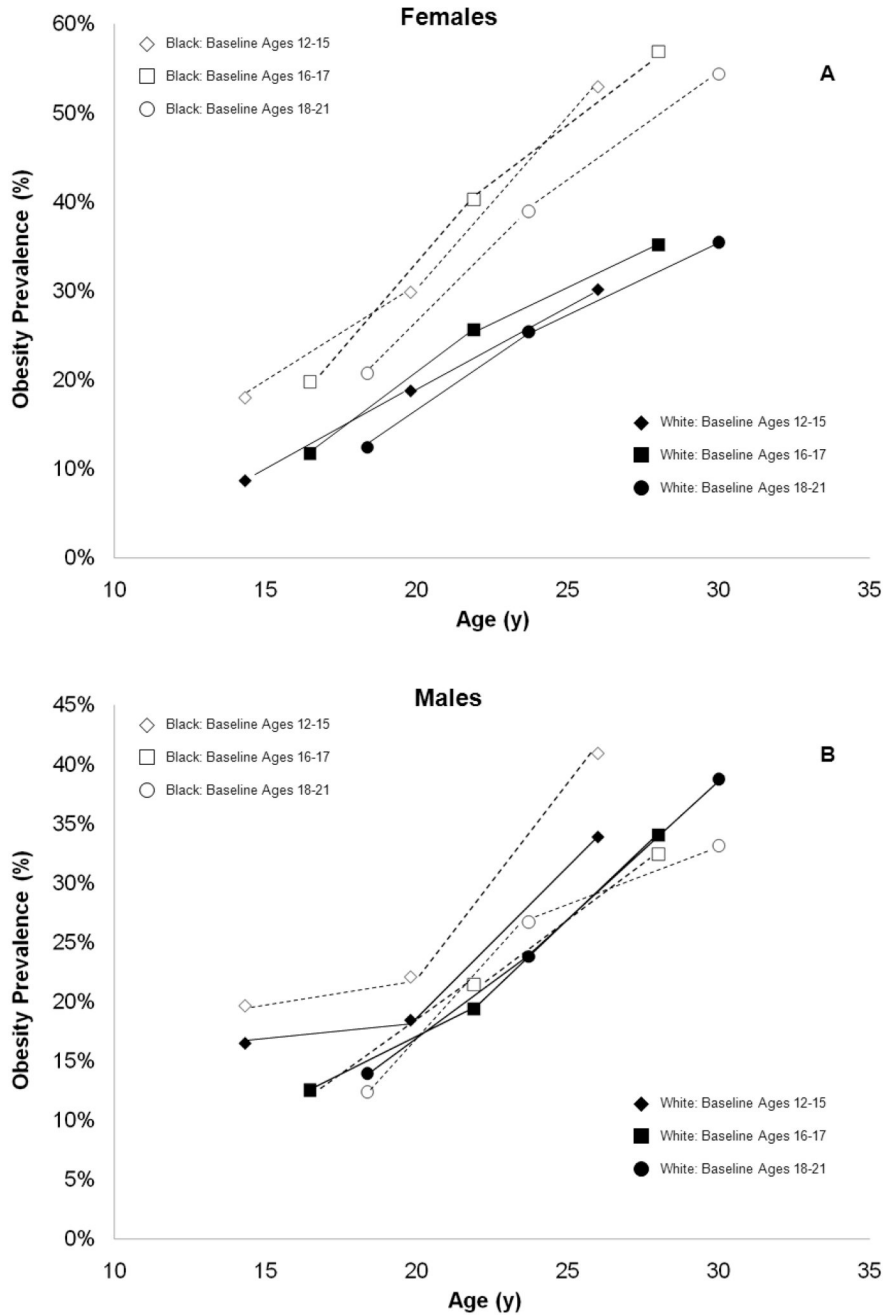 Females
60%
50%
40%
30%
20%
10%
0%
Obesity Prevalence (%)
Black: Baseline Ages 12-15
Black: Baseline Ages 16-17
Black: Baseline Ages 18-21
A
White: Baseline Ages 12-15
White: Baseline Ages 16-17
White: Baseline Ages 18-21
10 15 20 25 30 35
Age (y)
Males
45%
40%
35%
30%
25%
20%
15%
10%
5%
0%
Obesity Prevalence (%)
Black: Baseline Ages 12-15
Black: Baseline Ages 16-17
Black: Baseline Ages 18-21
B
White: Baseline Ages 12-15
White: Baseline Ages 16-17
White: Baseline Ages 18-21
10 15 20 25 30 35
Age (y)